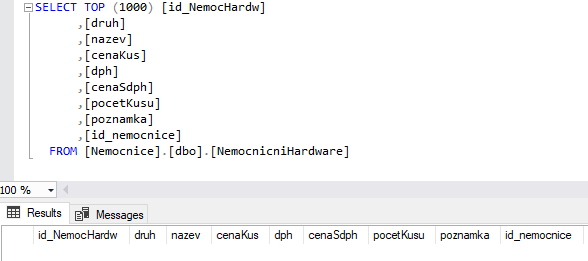 SELECT TOP (1000) [id_NemocHardw]
,[druh]
,[nazev]
,[cenaKus]
,[dph]
,[cenaSdph]
,[pocetKusu]
,[poznamka]
,[id_nemocnice]
FROM [Nemocnice].[dbo].[NemocnicniHardware]
100 %
Results Messages
id_NemocHardw druh nazev cenaKus dph cenaSdph pocetKusu poznamka id_nemocnice